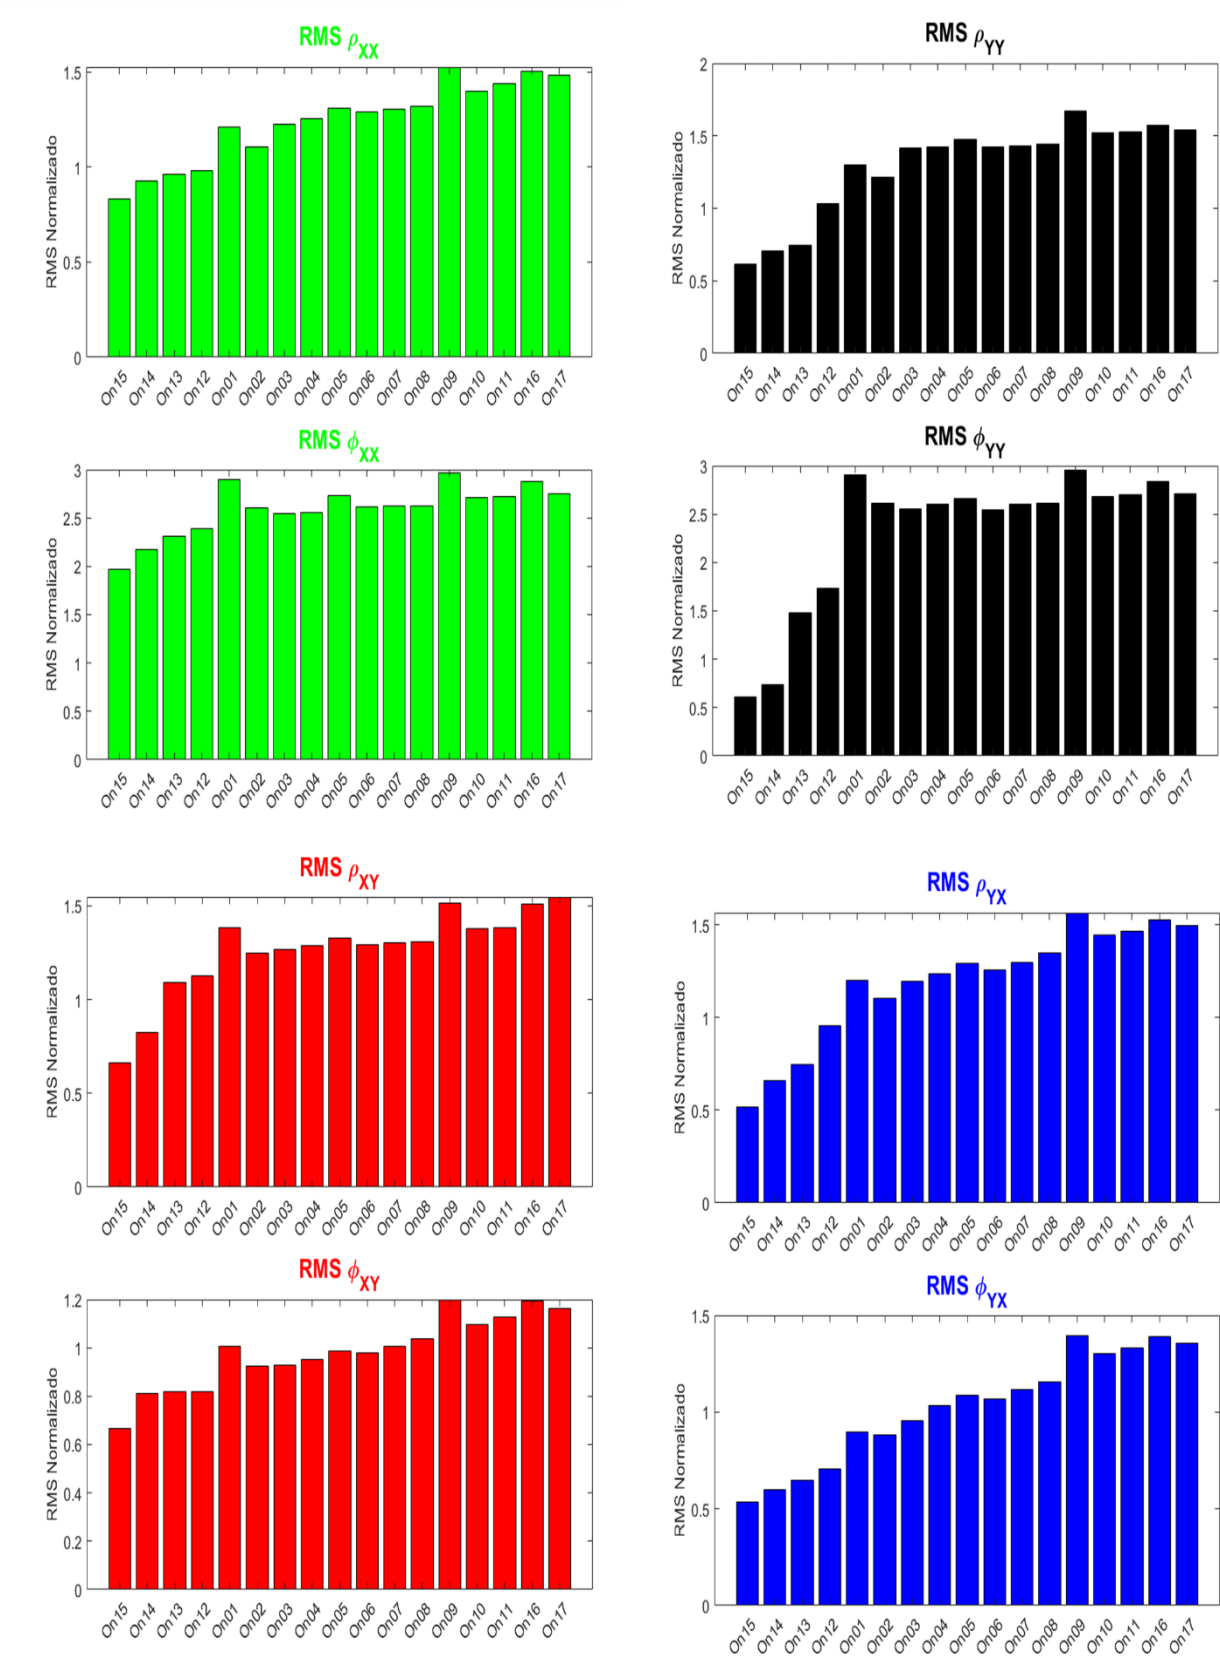 RMS ρXX
RMS Normalizado
1.5
1
0.5
0
On15 On14 On13 On12 On01 On02 On03 On04 On05 On06 On07 On08 On09 On10 On11 On16 On17
RMS ρYY
RMS Normalizado
2
1.5
1
0.5
0
On15 On14 On13 On12 On01 On02 On03 On04 On05 On06 On07 On08 On09 On10 On11 On16 On17
RMS ϕXX
RMS Normalizado
3
2.5
2
1.5
1
0.5
0
On15 On14 On13 On12 On01 On02 On03 On04 On05 On06 On07 On08 On09 On10 On11 On16 On17
RMS ϕYY
RMS Normalizado
3
2.5
2
1.5
1
0.5
0
On15 On14 On13 On12 On01 On02 On03 On04 On05 On06 On07 On08 On09 On10 On11 On16 On17
RMS ρXY
RMS Normalizado
1.5
1
0.5
0
On15 On14 On13 On12 On01 On02 On03 On04 On05 On06 On07 On08 On09 On10 On11 On16 On17
RMS ρYX
RMS Normalizado
1.5
1
0.5
0
On15 On14 On13 On12 On01 On02 On03 On04 On05 On06 On07 On08 On09 On10 On11 On16 On17
RMS ϕXY
RMS Normalizado
1.2
1
0.8
0.6
0.4
0.2
0
On15 On14 On13 On12 On01 On02 On03 On04 On05 On06 On07 On08 On09 On10 On11 On16 On17
RMS ϕYX
RMS Normalizado
1.5
1
0.5
0
On15 On14 On13 On12 On01 On02 On03 On04 On05 On06 On07 On08 On09 On10 On11 On16 On17